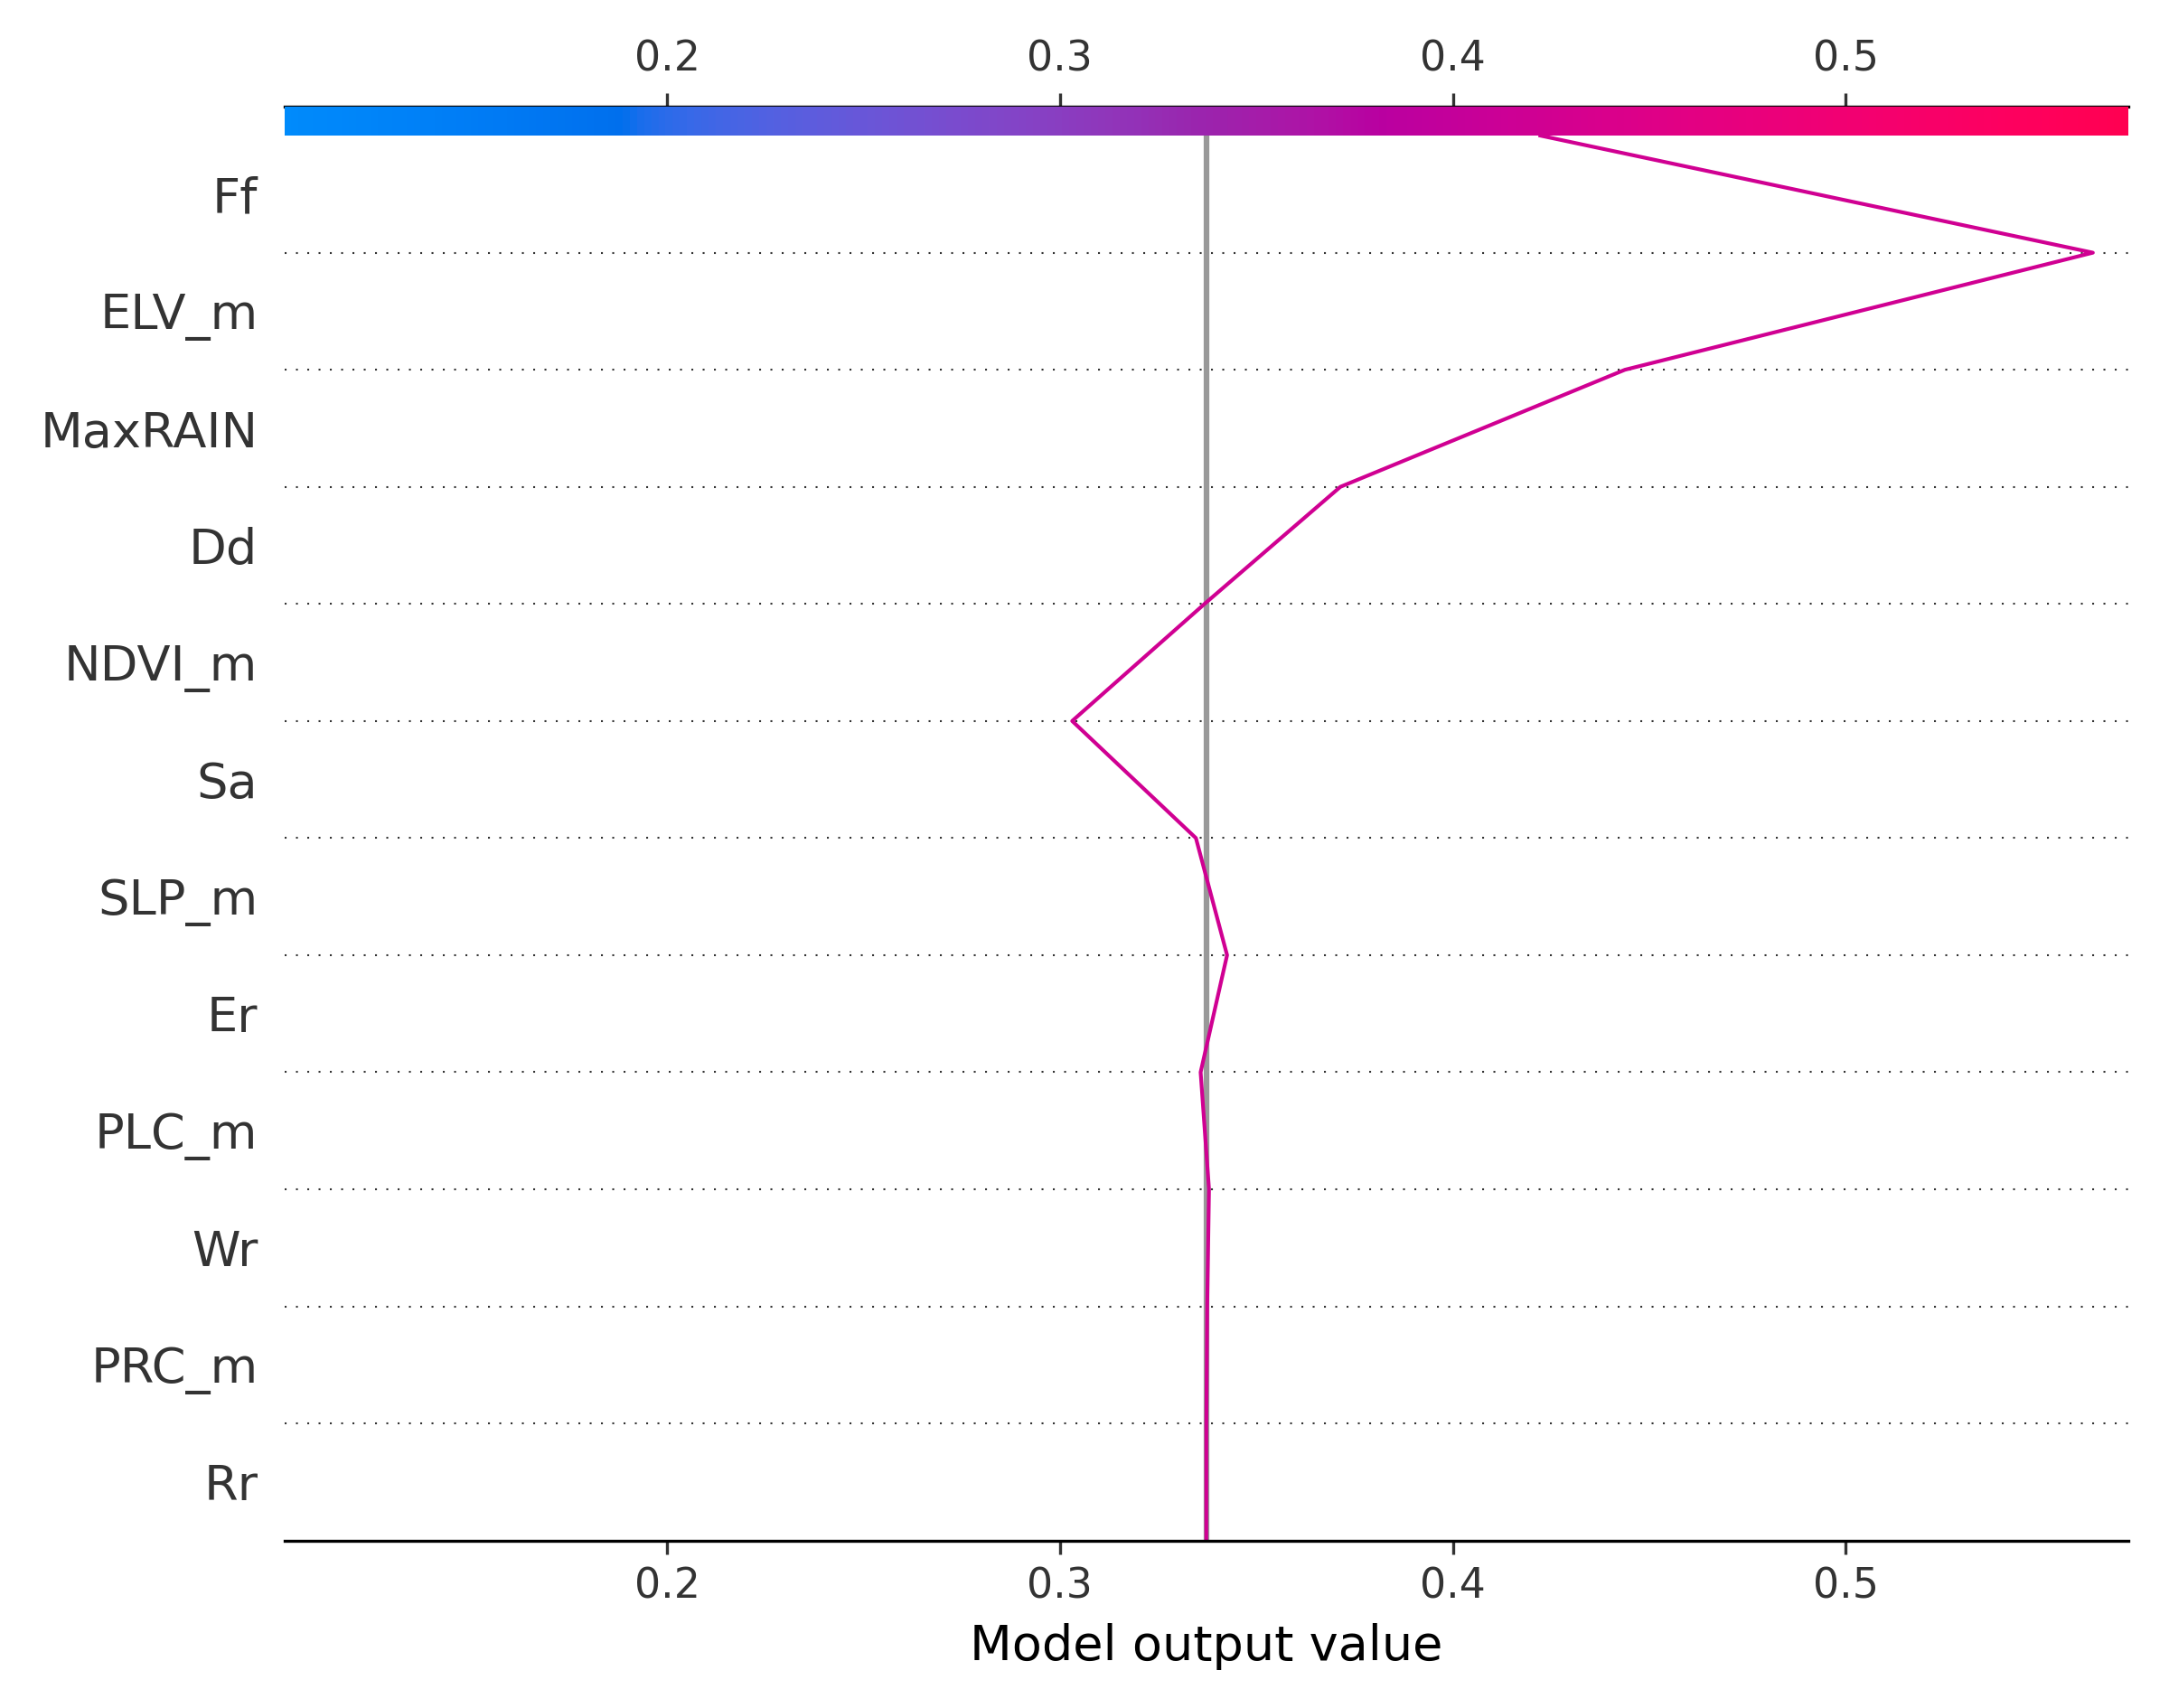 0.2 0.3 0.4 0.5
Ff
ELV_m
MaxRAIN
Dd
NDVI_m
Sa
SLP_m
Er
PLC_m
Wr
PRC_m
Rr
0.2 0.3 0.4 0.5
Model output value